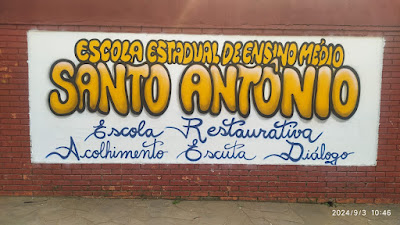 ESCOLA ESTADUAL DE ENSINO MÉDIO
SANTO ANTÔNIO
Escola Restaurativa
Acolhimento Escuta Diálogo
2024/9/3 10:46